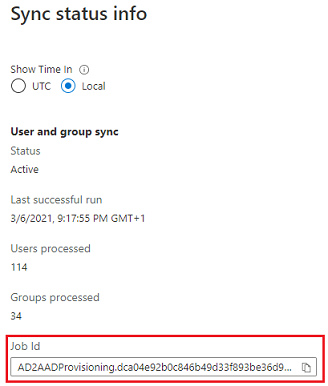 Sync status info
Show Time In
UTC
Local
User and group sync
Status
Active
Last successful run
3/6/2021, 9:17:55 PM GMT+1
Users processed
114
Groups processed
34
Job Id
AD2AADProvisioning.dca04e92b0c846b49d33f893be36d9...